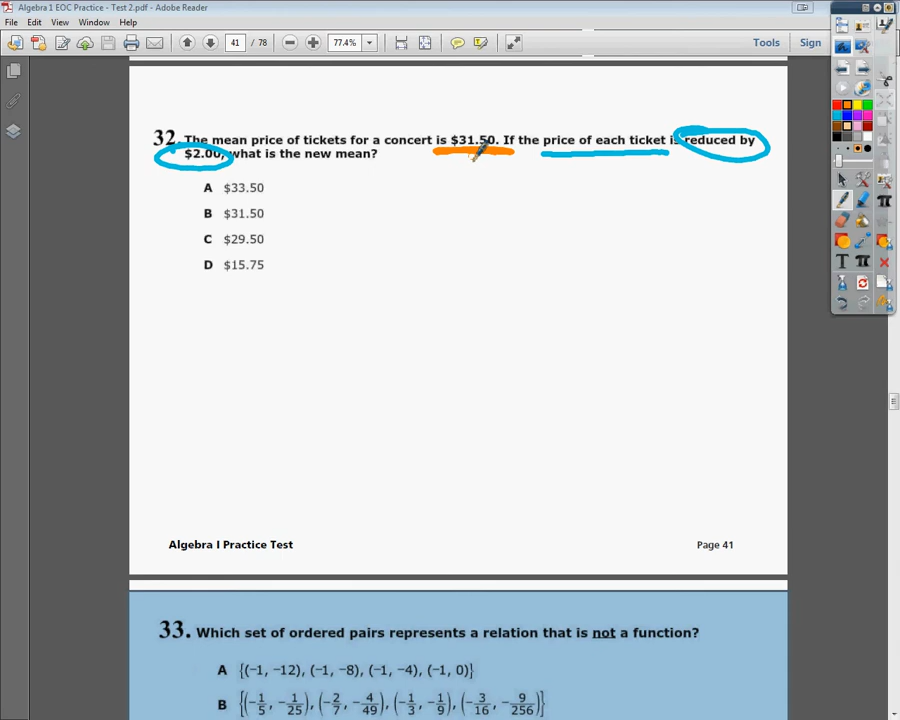 Algebra 1 EOC Practice - Test 2.pdf - Adobe Reader
File Edit View Window Help
41 / 78 77.4% Tools Sign
32. The mean price of tickets for a concert is $31.50. If the price of each ticket is reduced by
$2.00, what is the new mean?
A $33.50
B $31.50
C $29.50
D $15.75
Algebra I Practice Test Page 41
33. Which set of ordered pairs represents a relation that is not a function?
A {(−1, −12), (−1, −8), (−1, −4), (−1, 0)}
B {(−1/5, −1/25), (−2/7, −4/49), (−1/3, −1/9), (−3/16, −9/256)}